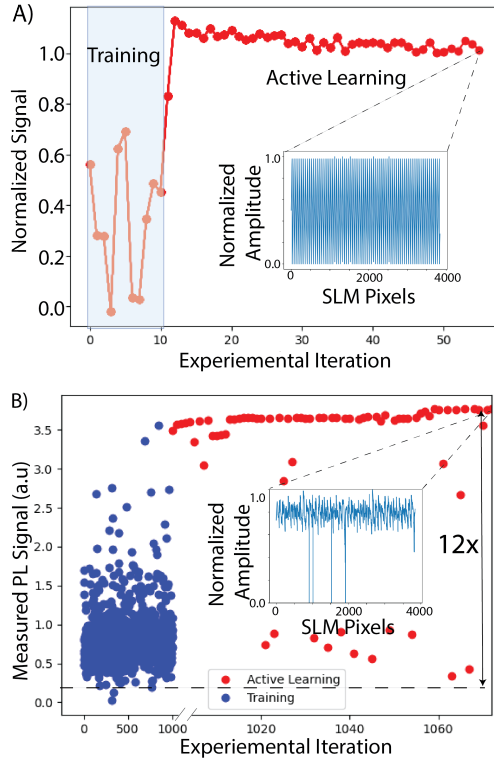 A)
Training
Active Learning
Normalized Signal
1.0
0.8
0.6
0.4
0.2
0.0
Normalized
Amplitude
1.0
0.0
0
2000
4000
SLM Pixels
0
10
20
30
40
50
Experiemental Iteration
B)
Measured PL Signal (a.u)
3.5
3.0
2.5
2.0
1.5
1.0
0.5
0.0
Normalized
Amplitude
1.0
0.0
0
2000
4000
SLM Pixels
12x
Active Learning
Training
0
500
1000
1020
1040
1060
Experimental Iteration